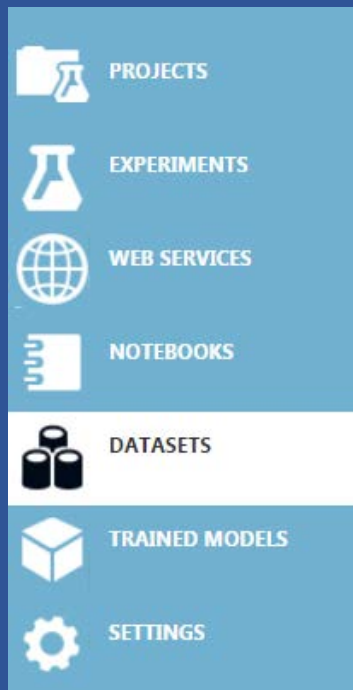 PROJECTS
EXPERIMENTS
WEB SERVICES
NOTEBOOKS
DATASETS
TRAINED MODELS
SETTINGS